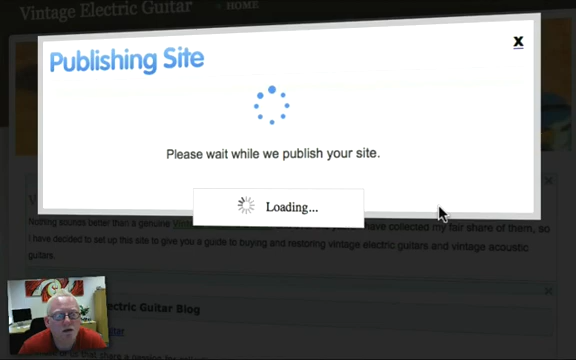 Vintage Electric Guitar
HOME
Publishing Site
X
Please wait while we publish your site.
Loading...
Nothing sounds better than a genuine
have collected my fair share of them, so
I have decided to set up this site to give you a guide to buying and restoring vintage electric guitars and vintage acoustic
guitars.
ectric Guitar Blog